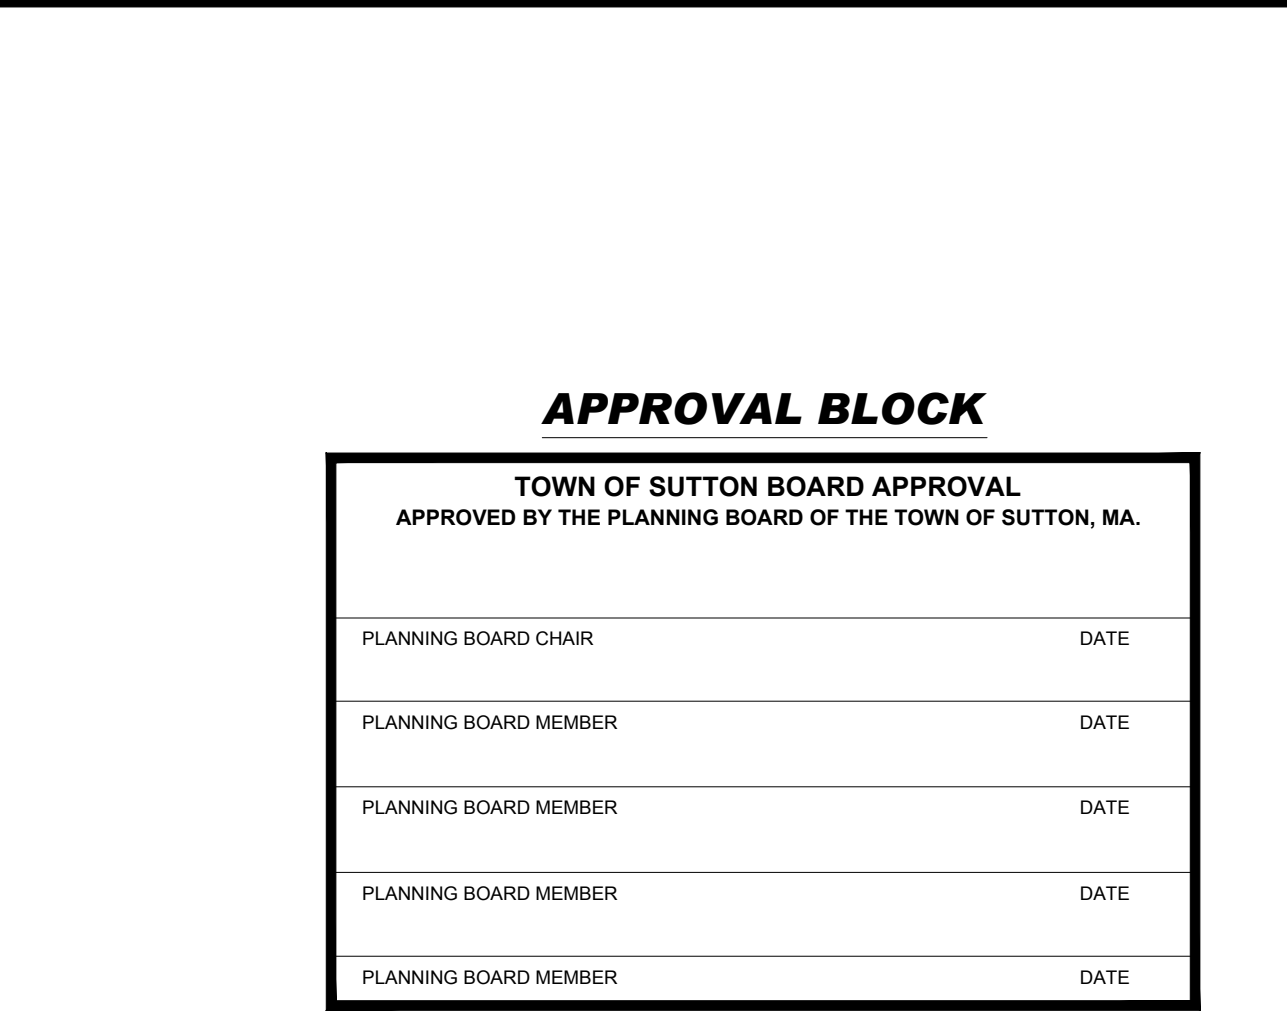 APPROVAL BLOCK
TOWN OF SUTTON BOARD APPROVAL
APPROVED BY THE PLANNING BOARD OF THE TOWN OF SUTTON, MA.
PLANNING BOARD CHAIR DATE
PLANNING BOARD MEMBER DATE
PLANNING BOARD MEMBER DATE
PLANNING BOARD MEMBER DATE
PLANNING BOARD MEMBER DATE